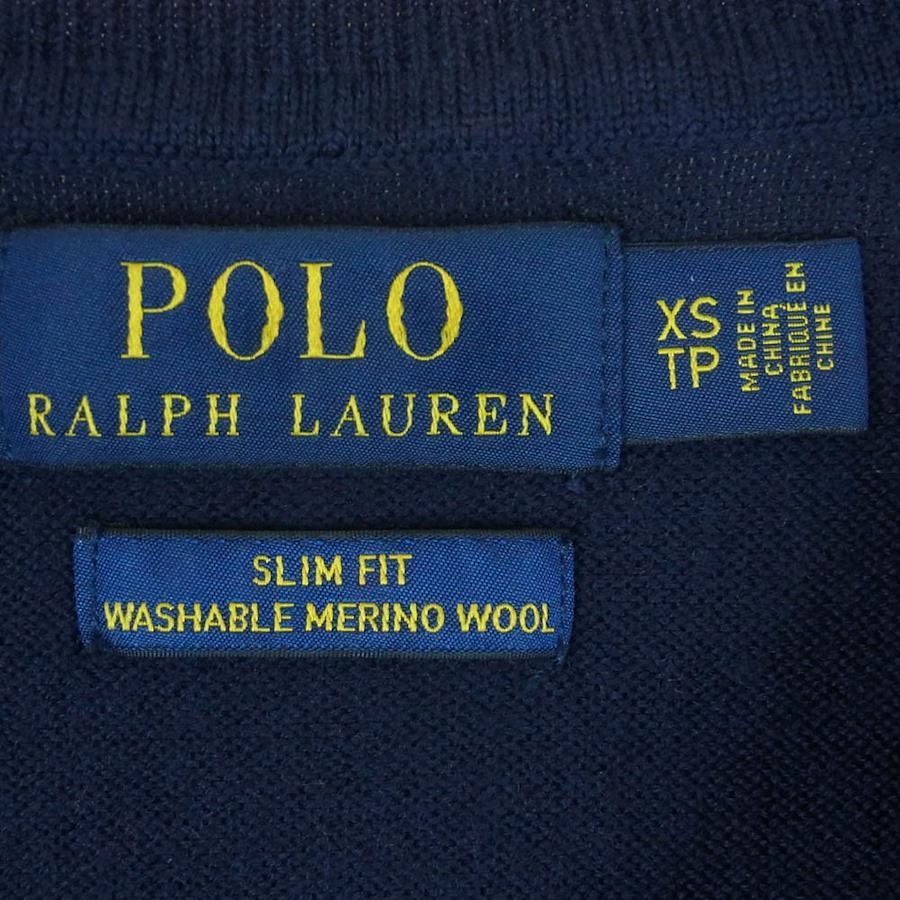 POLO
RALPH LAUREN
XS
TP
MADE IN
CHINA
FABRIQUÉ EN
CHINE
SLIM FIT
WASHABLE MERINO WOOL